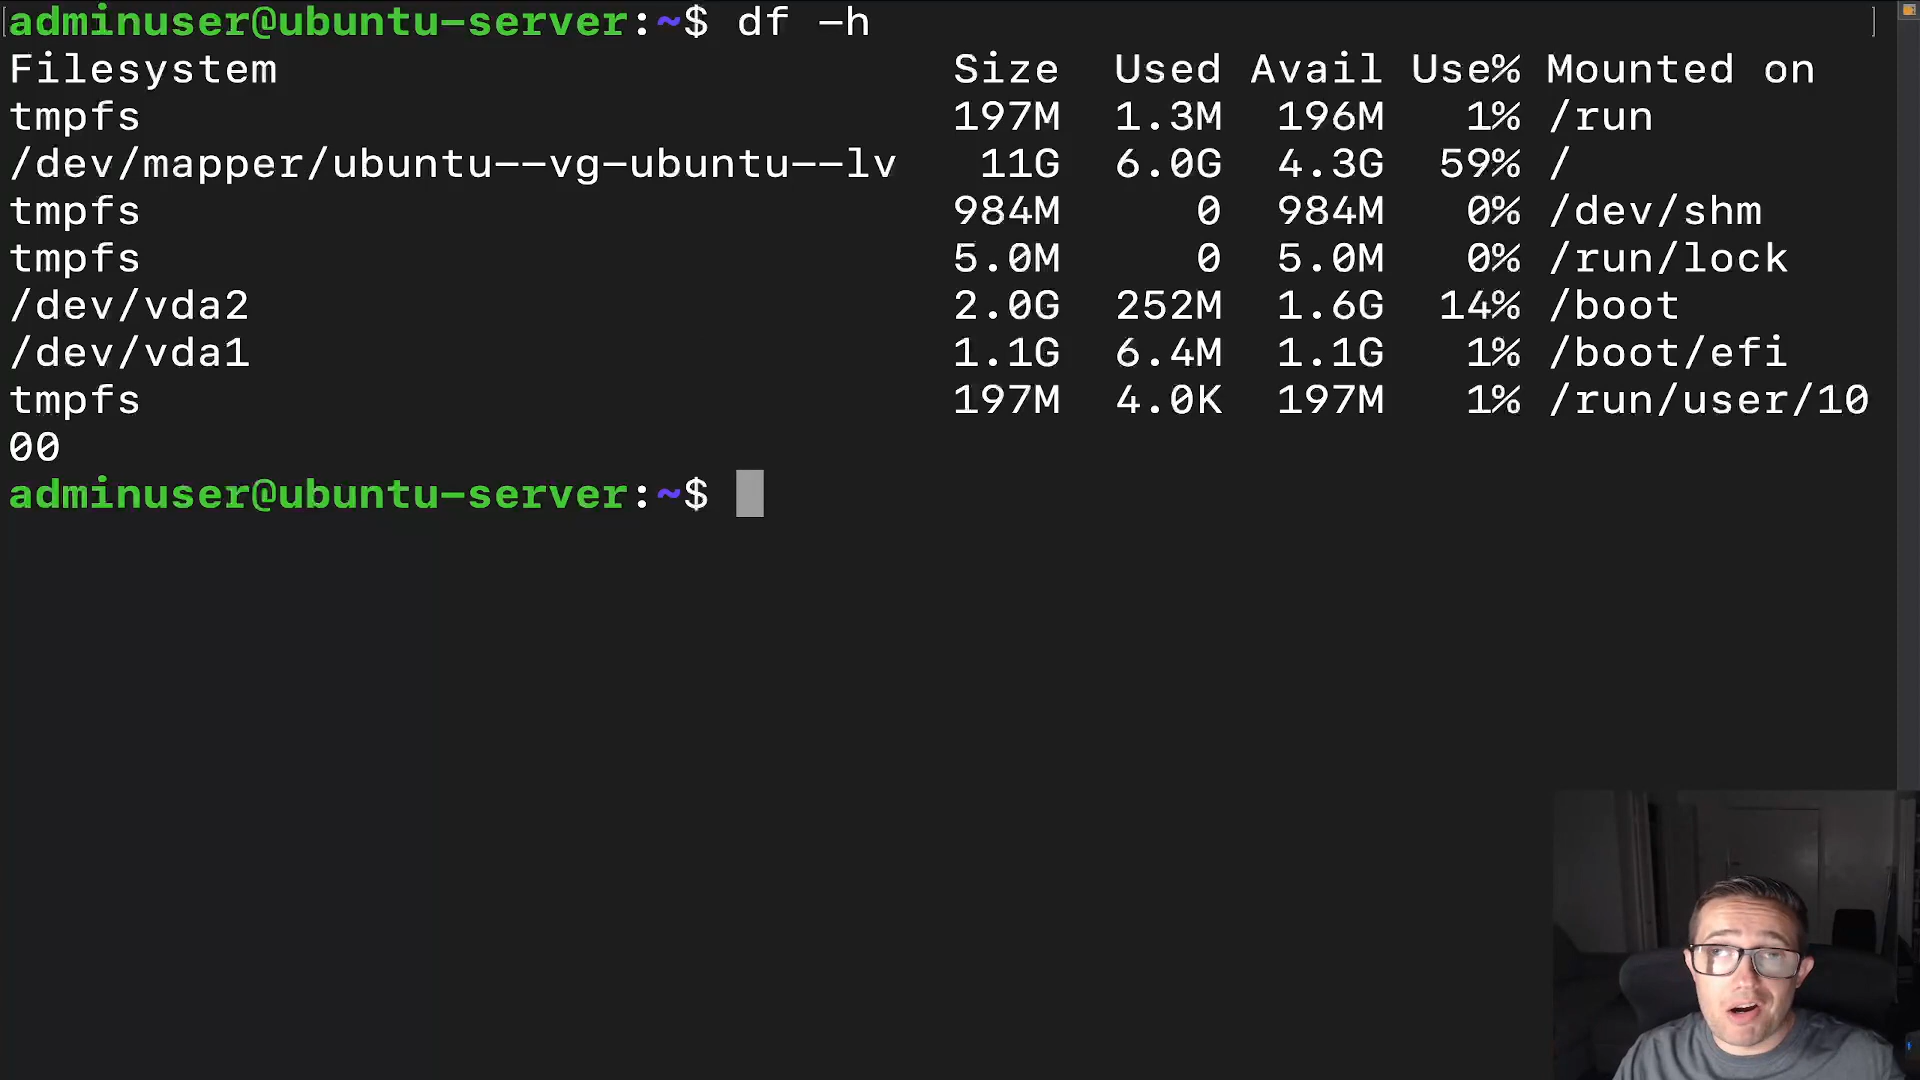 adminuser@ubuntu-server:~$ df -h
Filesystem Size Used Avail Use% Mounted on
tmpfs 197M 1.3M 196M 1% /run
/dev/mapper/ubuntu--vg-ubuntu--lv 11G 6.0G 4.3G 59% /
tmpfs 984M 0 984M 0% /dev/shm
tmpfs 5.0M 0 5.0M 0% /run/lock
/dev/vda2 2.0G 252M 1.6G 14% /boot
/dev/vda1 1.1G 6.4M 1.1G 1% /boot/efi
tmpfs 197M 4.0K 197M 1% /run/user/10
00
adminuser@ubuntu-server:~$